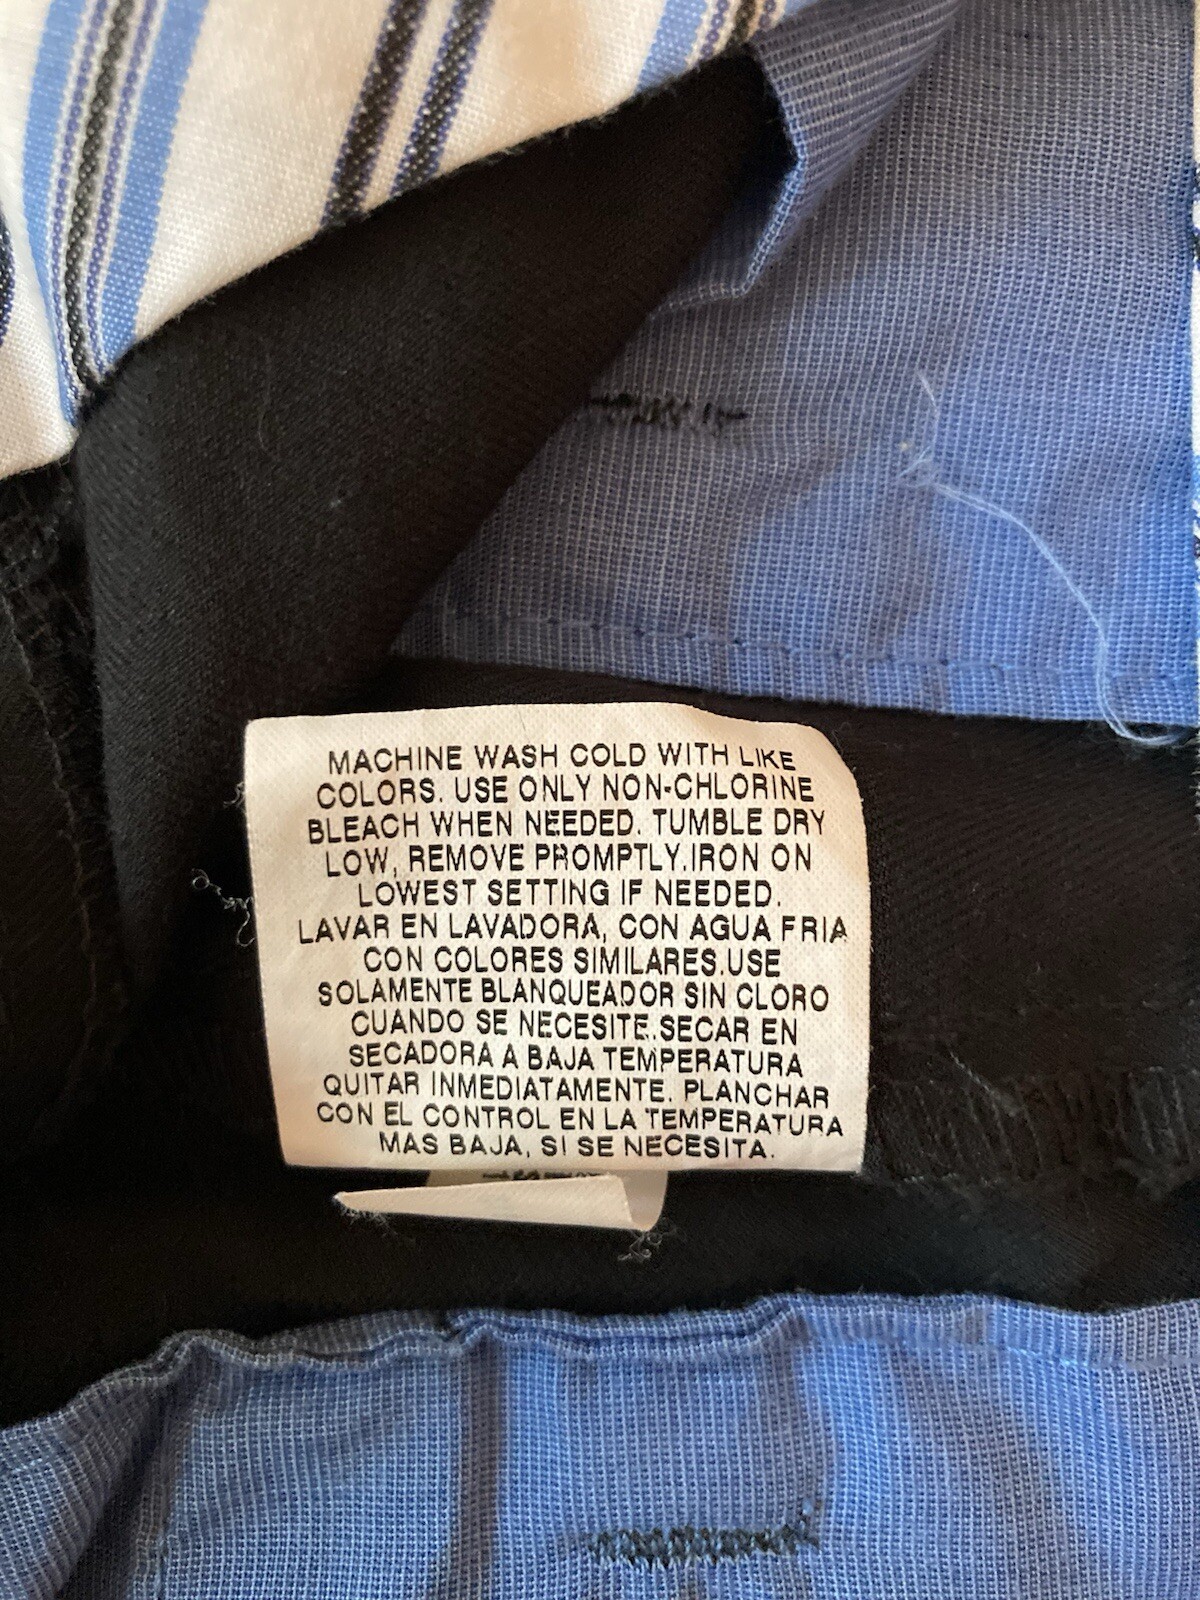 MACHINE WASH COLD WITH LIKE
COLORS. USE ONLY NON-CHLORINE
BLEACH WHEN NEEDED. TUMBLE DRY
LOW, REMOVE PROMPTLY.IRON ON
LOWEST SETTING IF NEEDED.
LAVAR EN LAVADORA, CON AGUA FRIA
CON COLORES SIMILARES.USE
SOLAMENTE BLANQUEADOR SIN CLORO
CUANDO SE NECESITE.SECAR EN
SECADORA A BAJA TEMPERATURA
QUITAR INMEDIATAMENTE. PLANCHAR
CON EL CONTROL EN LA TEMPERATURA
MAS BAJA, SI SE NECESITA.